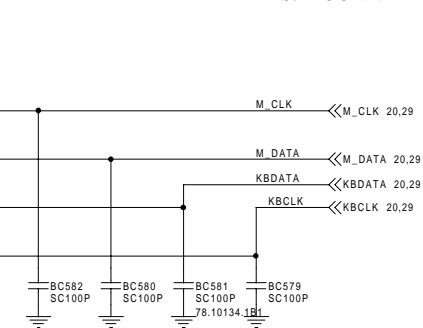 M_CLK
M_CLK 20,29
M_DATA
M_DATA 20,29
KBDATA
KBDATA 20,29
KBCLK
KBCLK 20,29
BC582
SC100P
BC580
SC100P
BC581
SC100P
78.10134.1B1
BC579
SC100P